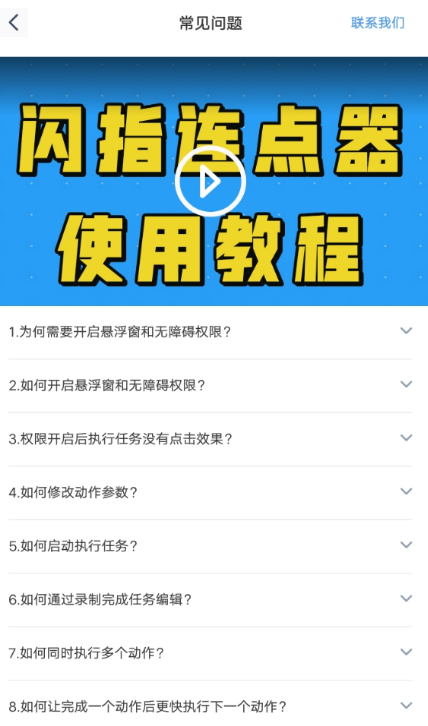 常见问题
联系我们
闪指连点器
使用教程
1.为何需要开启悬浮窗和无障碍权限?
2.如何开启悬浮窗和无障碍权限?
3.权限开启后执行任务没有点击效果?
4.如何修改动作参数?
5.如何启动执行任务?
6.如何通过录制完成任务编辑?
7.如何同时执行多个动作?
8.如何让完成一个动作后更快执行下一个动作?